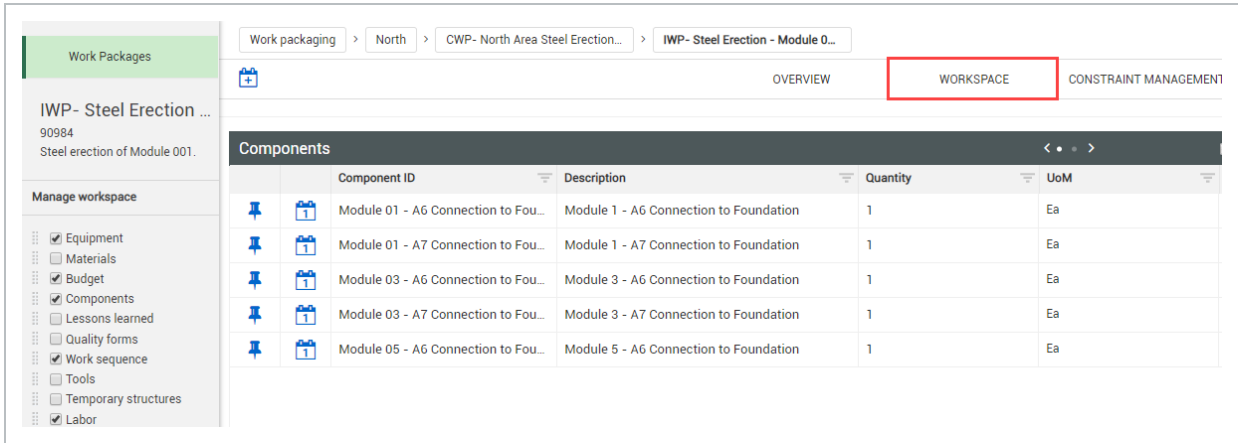 Work Packages
IWP- Steel Erection ...
90984
Steel erection of Module 001.
Manage workspace
Equipment
Materials
Budget
Components
Lessons learned
Quality forms
Work sequence
Tools
Temporary structures
Labor
Work packaging > North > CWP- North Area Steel Erection... > IWP- Steel Erection - Module 0...
OVERVIEW WORKSPACE CONSTRAINT MANAGEMENT
Components
Component ID Description Quantity UoM
1 Module 01 - A6 Connection to Fou... Module 1 - A6 Connection to Foundation 1 Ea
1 Module 01 - A7 Connection to Fou... Module 1 - A7 Connection to Foundation 1 Ea
1 Module 03 - A6 Connection to Fou... Module 3 - A6 Connection to Foundation 1 Ea
1 Module 03 - A7 Connection to Fou... Module 3 - A7 Connection to Foundation 1 Ea
1 Module 05 - A6 Connection to Fou... Module 5 - A6 Connection to Foundation 1 Ea